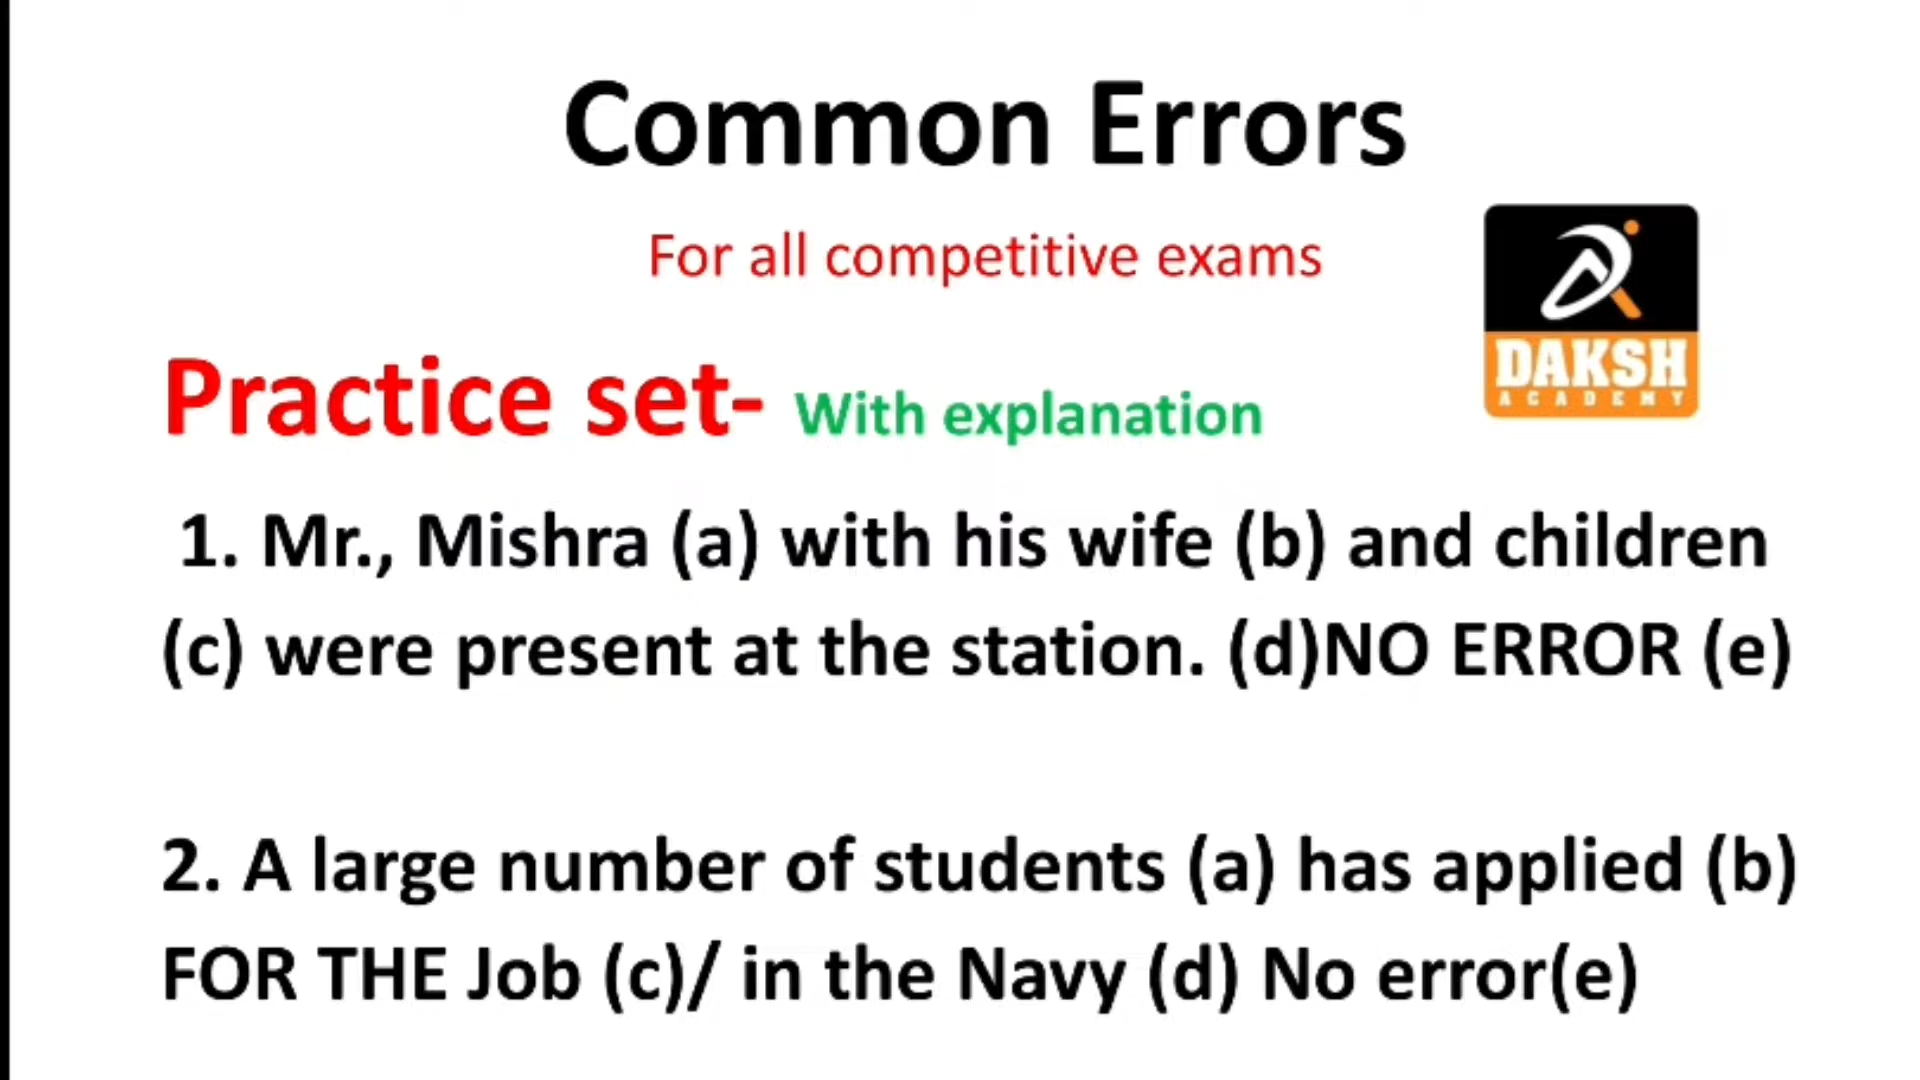 Common Errors
For all competitive exams
DAKSH
ACADEMY
Practice set- With explanation
1. Mr., Mishra (a) with his wife (b) and children
(c) were present at the station. (d)NO ERROR (e)
2. A large number of students (a) has applied (b)
FOR THE Job (c)/ in the Navy (d) No error(e)